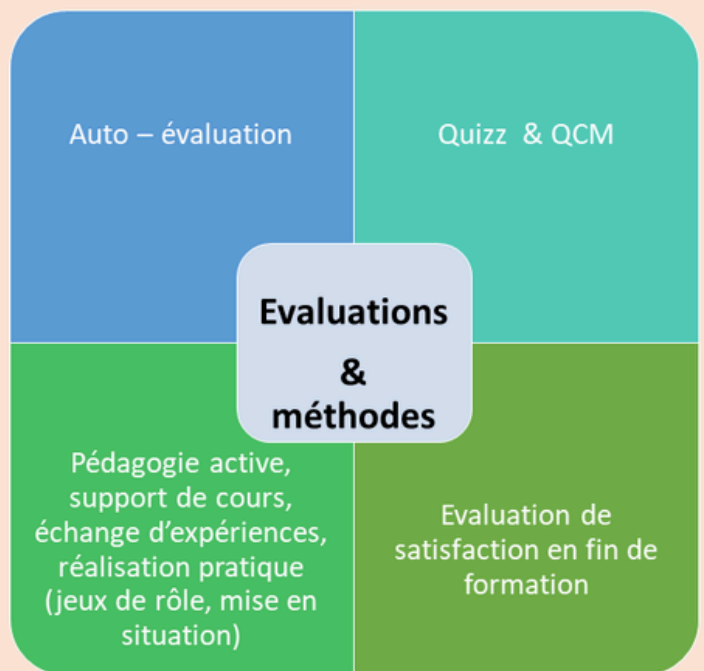 Auto – évaluation
Quizz & QCM
Evaluations
&
méthodes
Pédagogie active,
support de cours,
échange d’expériences,
réalisation pratique
(jeux de rôle, mise en
situation)
Evaluation de
satisfaction en fin de
formation